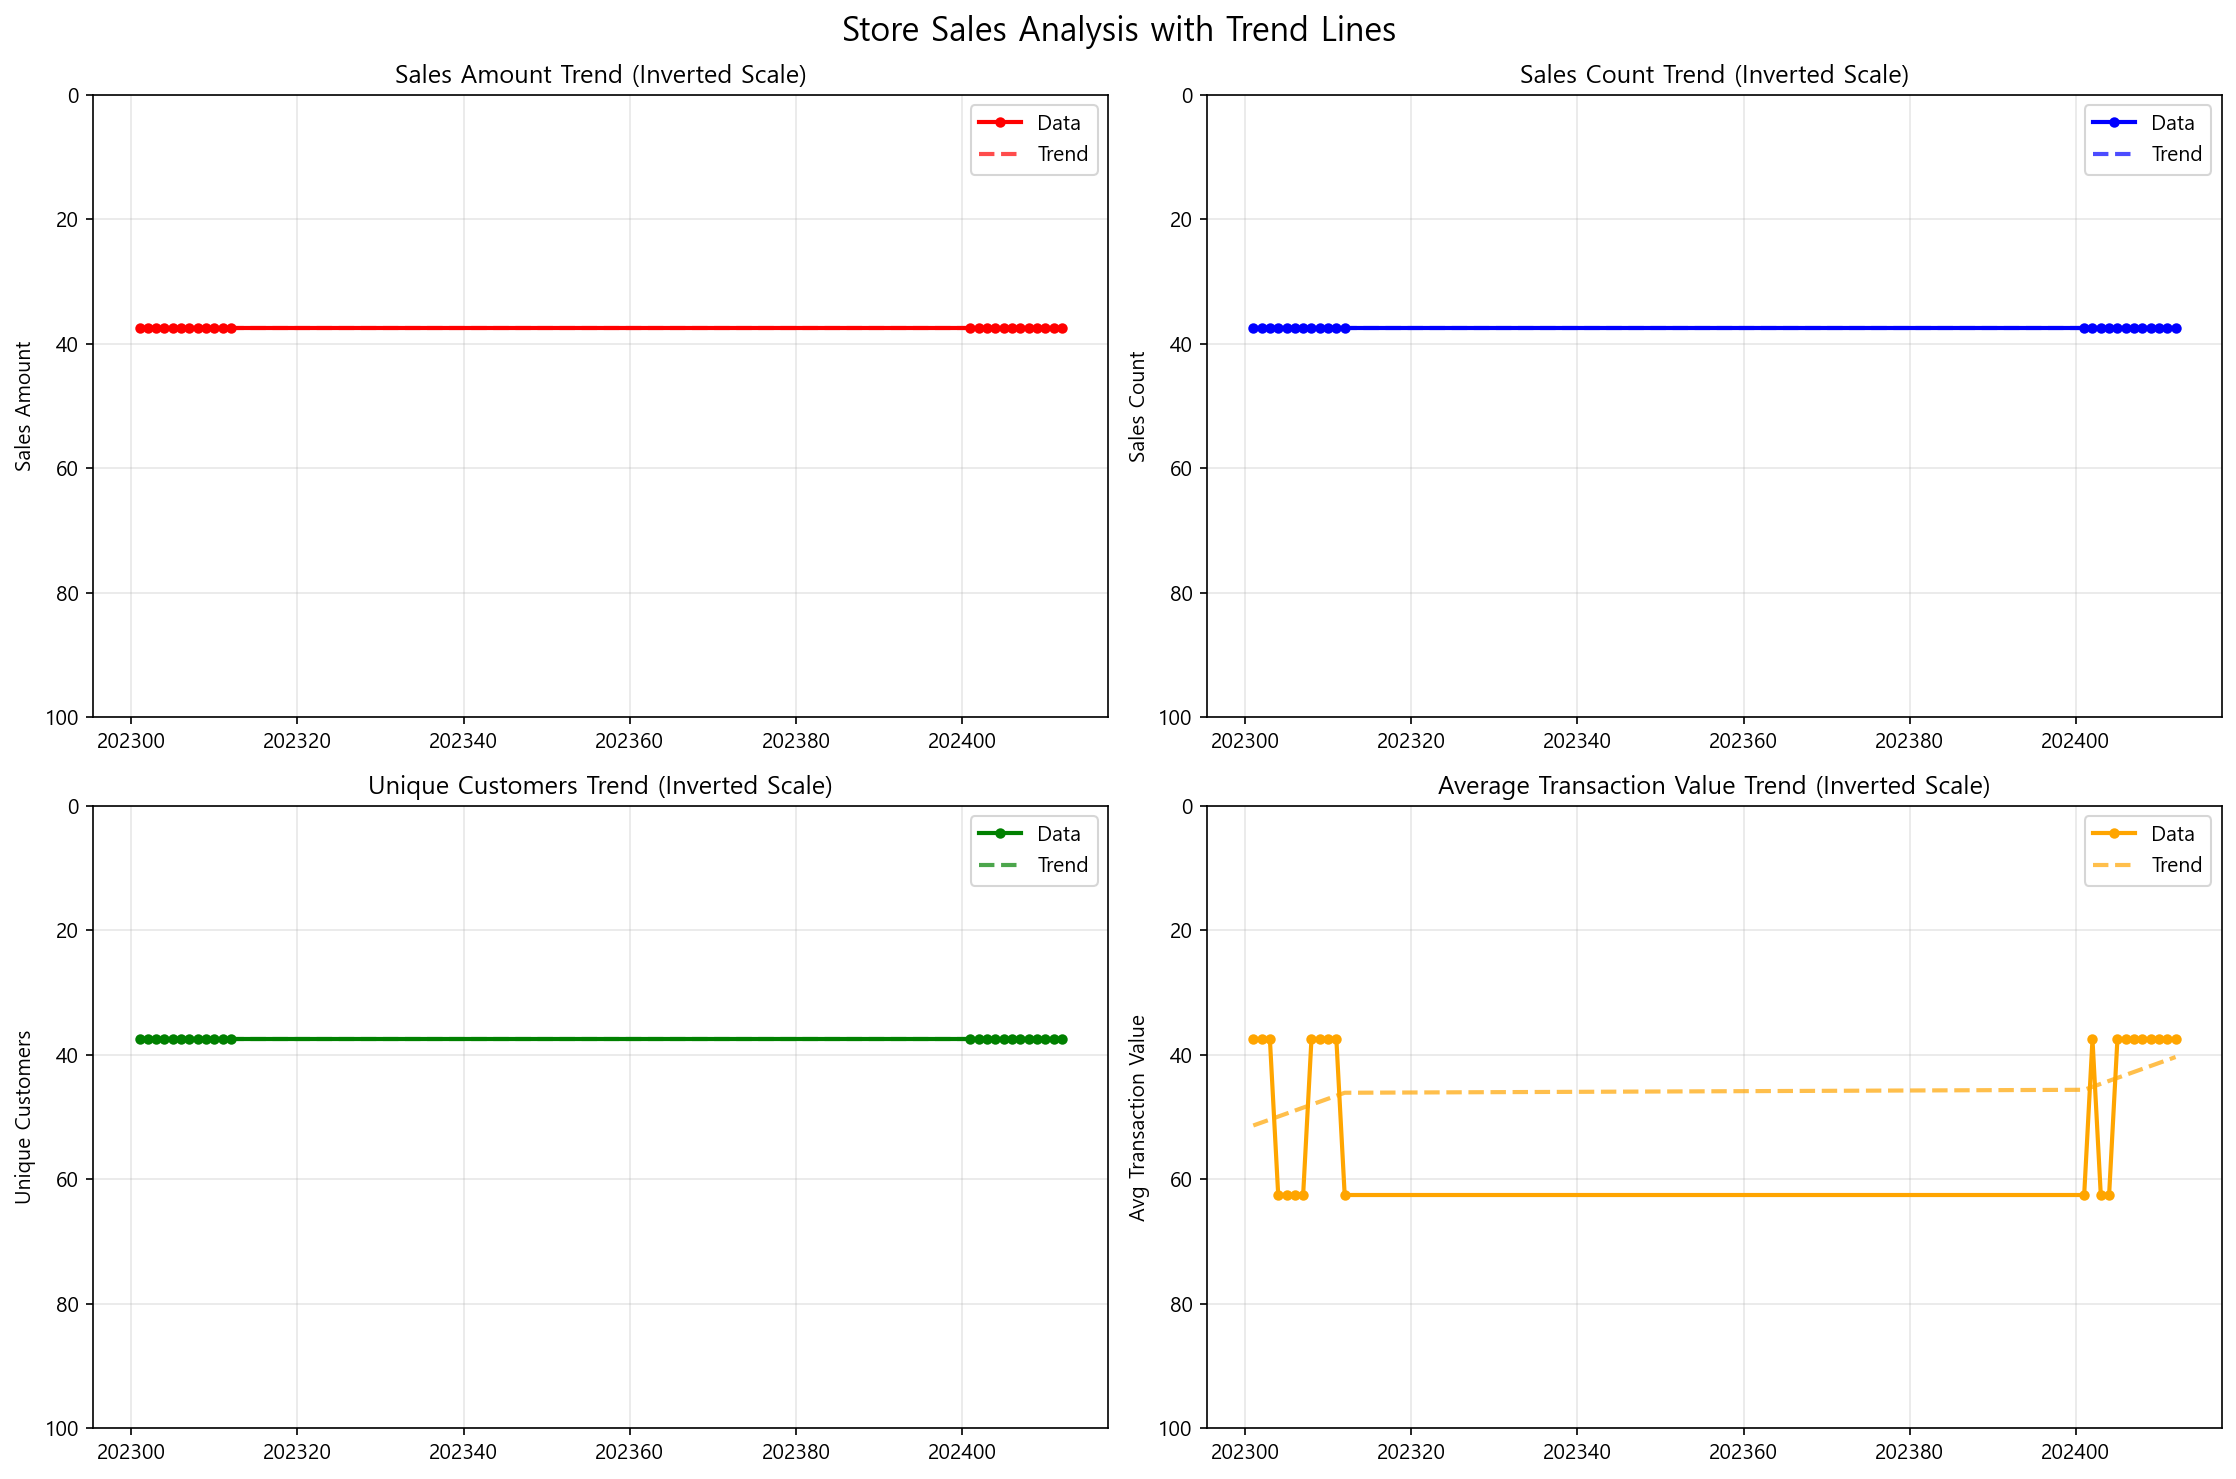 Store Sales Analysis with Trend Lines
Sales Amount Trend (Inverted Scale)
Data
Trend
Sales Amount
0
20
40
60
80
100
202300 202320 202340 202360 202380 202400
Sales Count Trend (Inverted Scale)
Data
Trend
Sales Count
0
20
40
60
80
100
202300 202320 202340 202360 202380 202400
Unique Customers Trend (Inverted Scale)
Data
Trend
Unique Customers
0
20
40
60
80
100
202300 202320 202340 202360 202380 202400
Average Transaction Value Trend (Inverted Scale)
Data
Trend
Avg Transaction Value
0
20
40
60
80
100
202300 202320 202340 202360 202380 202400